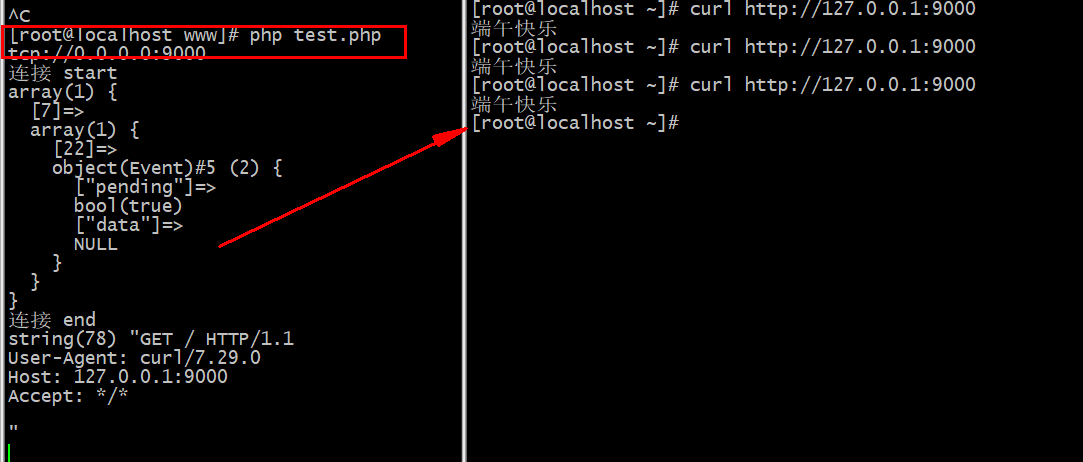 ^C
[root@localhost www]# php test.php
tcp://0.0.0.0:9000
连接 start
array(1) {
  [7]=>
  array(1) {
    [22]=>
    object(Event)#5 (2) {
      ["pending"]=>
      bool(true)
      ["data"]=>
      NULL
    }
  }
}
连接 end
string(78) "GET / HTTP/1.1
User-Agent: curl/7.29.0
Host: 127.0.0.1:9000
Accept: */*
"
[root@localhost ~]# curl http://127.0.0.1:9000
端午快乐
[root@localhost ~]# curl http://127.0.0.1:9000
端午快乐
[root@localhost ~]# curl http://127.0.0.1:9000
端午快乐
[root@localhost ~]#